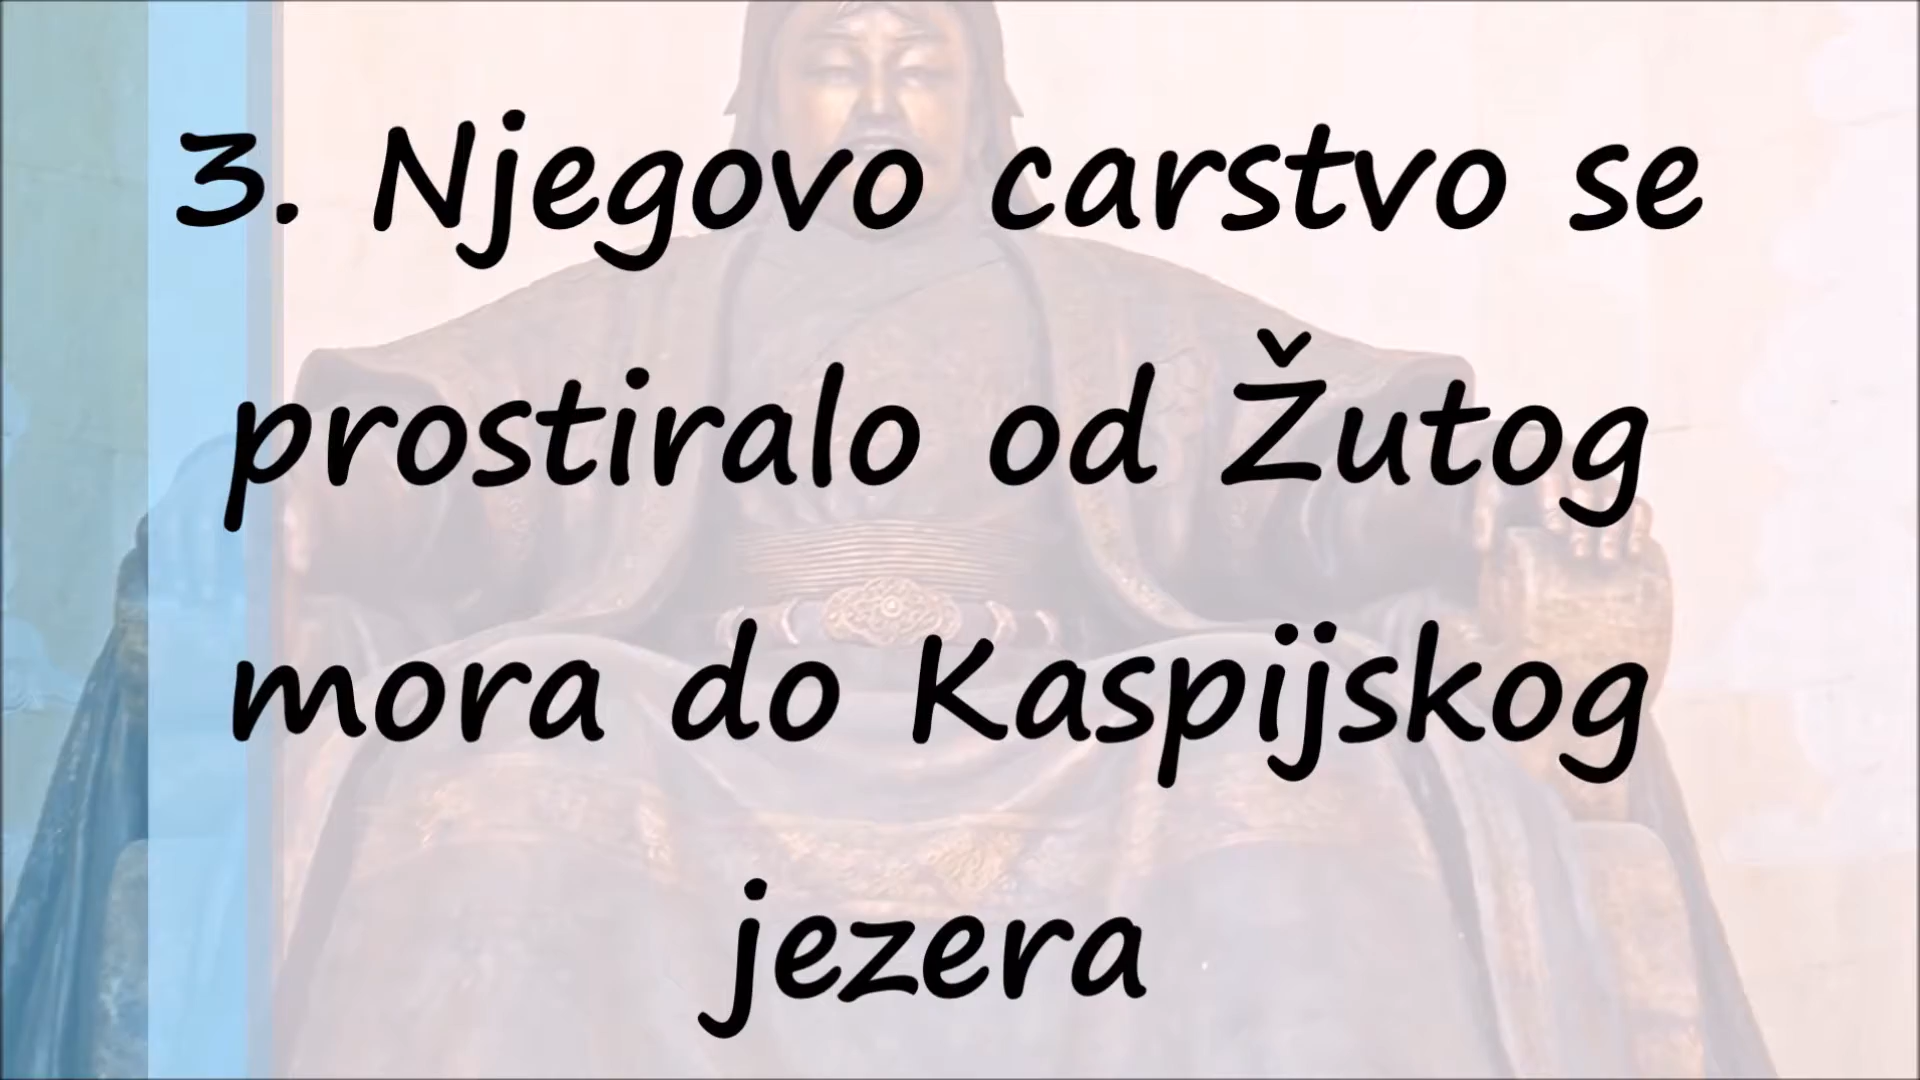 3. Njegovo carstvo se
prostiralo od Žutog
mora do Kaspijskog
jezera